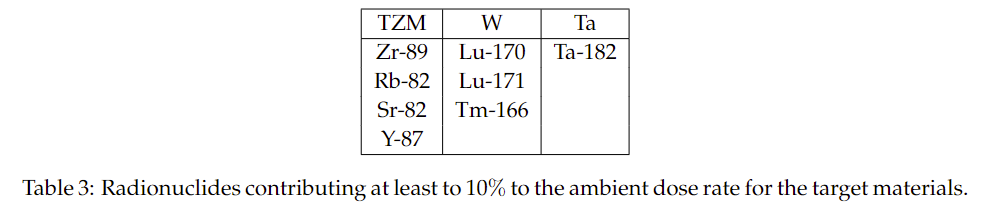 TZM W Ta
Zr-89 Lu-170 Ta-182
Rb-82 Lu-171
Sr-82 Tm-166
Y-87
Table 3: Radionuclides contributing at least to 10% to the ambient dose rate for the target materials.